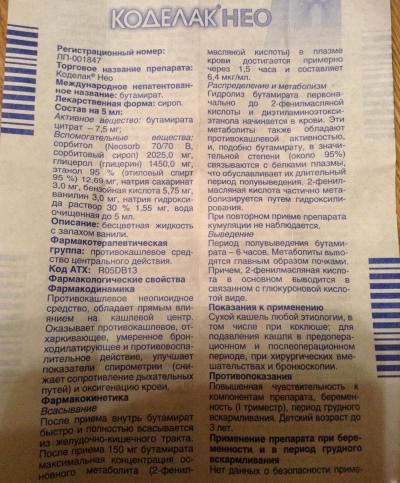 КОДЕЛАК® НЕО
Регистрационный номер:
ЛП-001847
Торговое название препарата:
Коделак® Нео
Международное непатентован-
ное название: бутамират.
Лекарственная форма: сироп.
Состав на 5 мл:
Активное вещество: бутамирата
цитрат – 7,5 мг;
Вспомогательные вещества:
сорбитол (Neosorb 70/70 B,
сорбитовый сироп) 2025,0 мг,
глицерол (глицерин) 1450,0 мг,
этанол 95 % (этиловый спирт
95 %) 12,69 мг, натрия сахаринат
3,0 мг, бензойная кислота 5,75 мг,
ванилин 3,0 мг, натрия гидрокси-
да раствор 30 % 1,55 мг, вода
очищенная до 5 мл.
Описание: бесцветная жидкость
с запахом ванили.
Фармакотерапевтическая
группа: противокашлевое сред-
ство центрального действия.
Код АТХ: R05DB13
Фармакологические свойства
Фармакодинамика
Противокашлевое неопиоидное
средство, обладает прямым влия-
нием на кашлевой центр.
Оказывает противокашлевое, от-
харкивающее, умеренное брон-
ходилатирующее и противовоспа-
лительное действие, улучшает
показатели спирометрии (сни-
жает сопротивление дыхательных
путей) и оксигенацию крови.
Фармакокинетика
Всасывание
После приема внутрь бутамират
быстро и полностью всасывается
из желудочно-кишечного тракта.
После приема 150 мг бутамирата
максимальная концентрация ос-
новного метаболита (2-фенил-
масляной кислоты) в плазме
крови достигается примерно
через 1,5 часа и составляет
6,4 мкг/мл.
Распределение и метаболизм
Гидролиз бутамирата первона-
чально до 2-фенилмасляной
кислоты и диэтиламиноэтокси-
этанола начинается в крови. Эти
метаболиты также обладают
противокашлевой активностью,
и, подобно бутамирату, в значи-
тельной степени (около 95%)
связываются с белками плазмы,
что обуславливает их длительный
период полувыведения. 2-фенил-
масляная кислота частично мета-
болизируется путем гидроксили-
рования.
При повторном приеме препарата
кумуляции не наблюдается.
Выведение
Период полувыведения бутами-
рата – 6 часов. Метаболиты выво-
дятся главным образом почками.
Причем, 2-фенилмасляная кисло-
та в основном выводится в
связанном с глюкуроновой кисло-
той виде.
Показания к применению
Сухой кашель любой этиологии, в
том числе при коклюше; для
подавления кашля в предопера-
ционном и послеоперационном
периоде, при хирургических вме-
шательствах и бронхоскопии.
Противопоказания
Повышенная чувствительность к
компонентам препарата, беремен-
ность (I триместр), период грудного
вскармливания. Детский возраст до
3 лет.
Применение препарата при бере-
менности и в период грудного
вскармливания
Нет данных о безопасности приме-